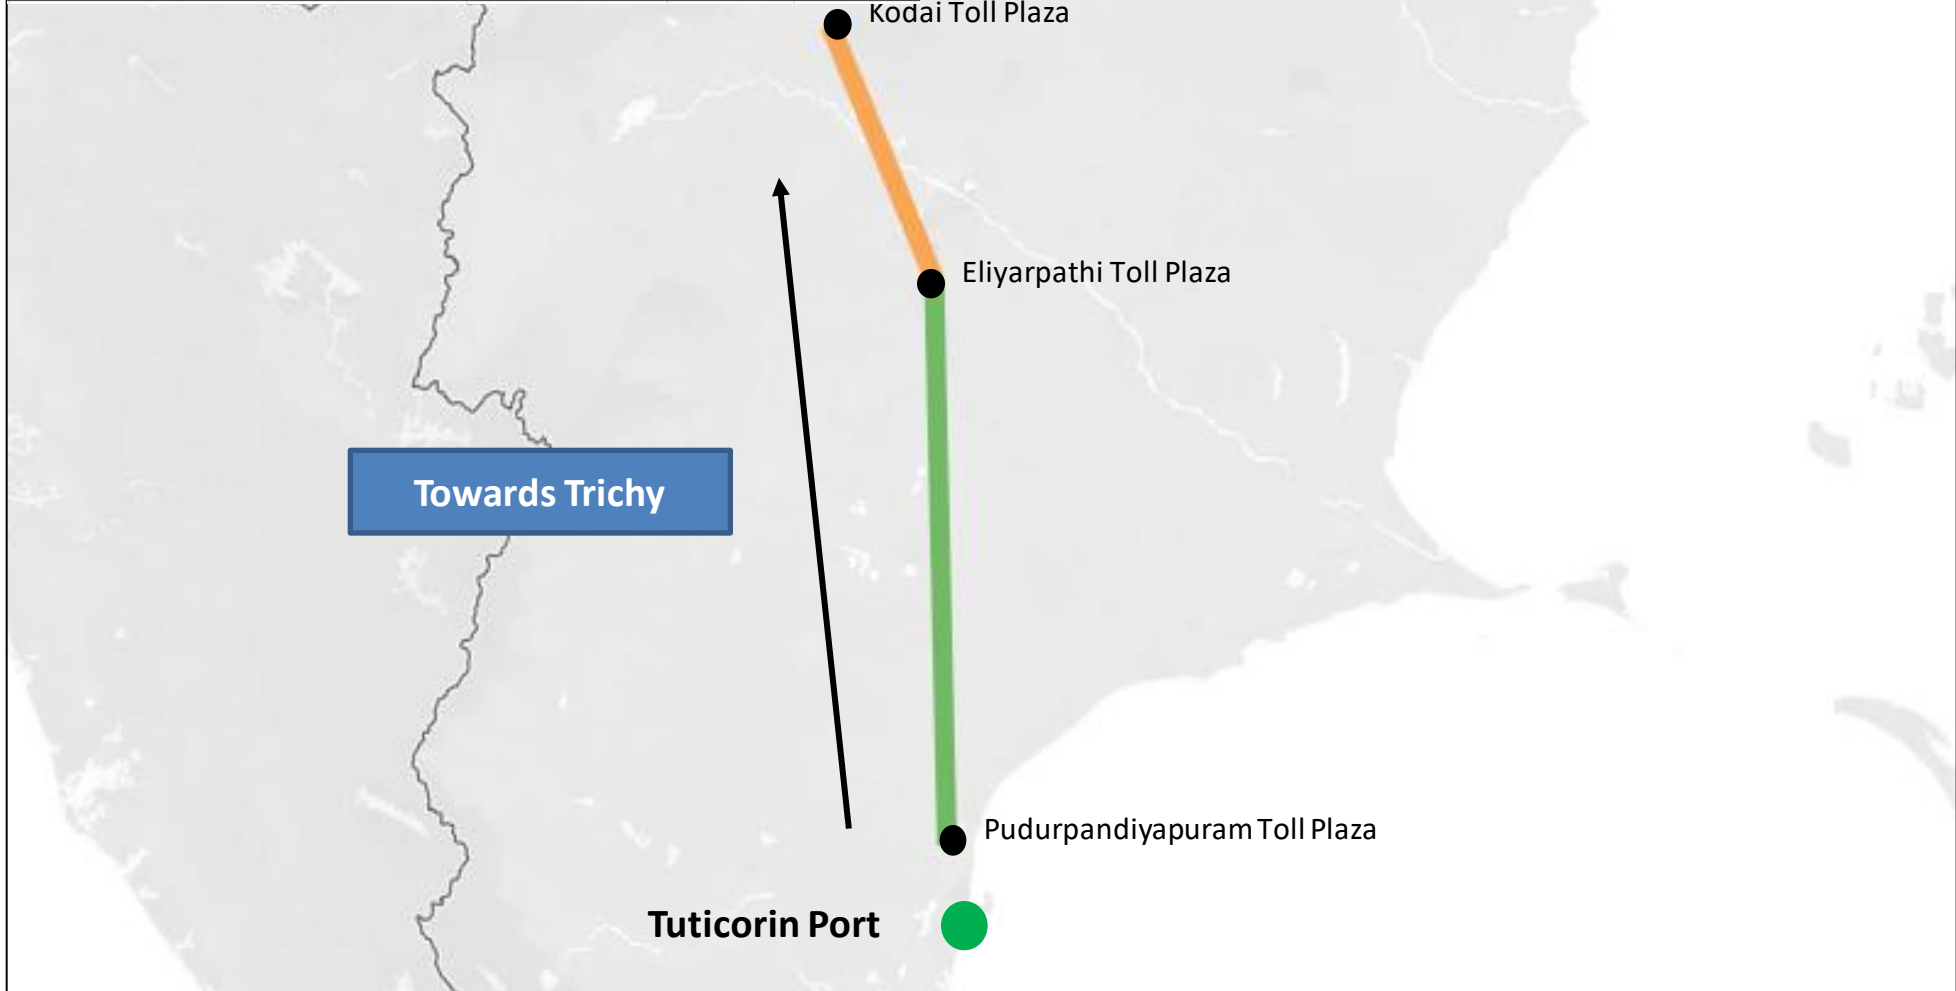 Kodai Toll Plaza
Eliyarpathi Toll Plaza
Towards Trichy
Pudurpandiyapuram Toll Plaza
Tuticorin Port